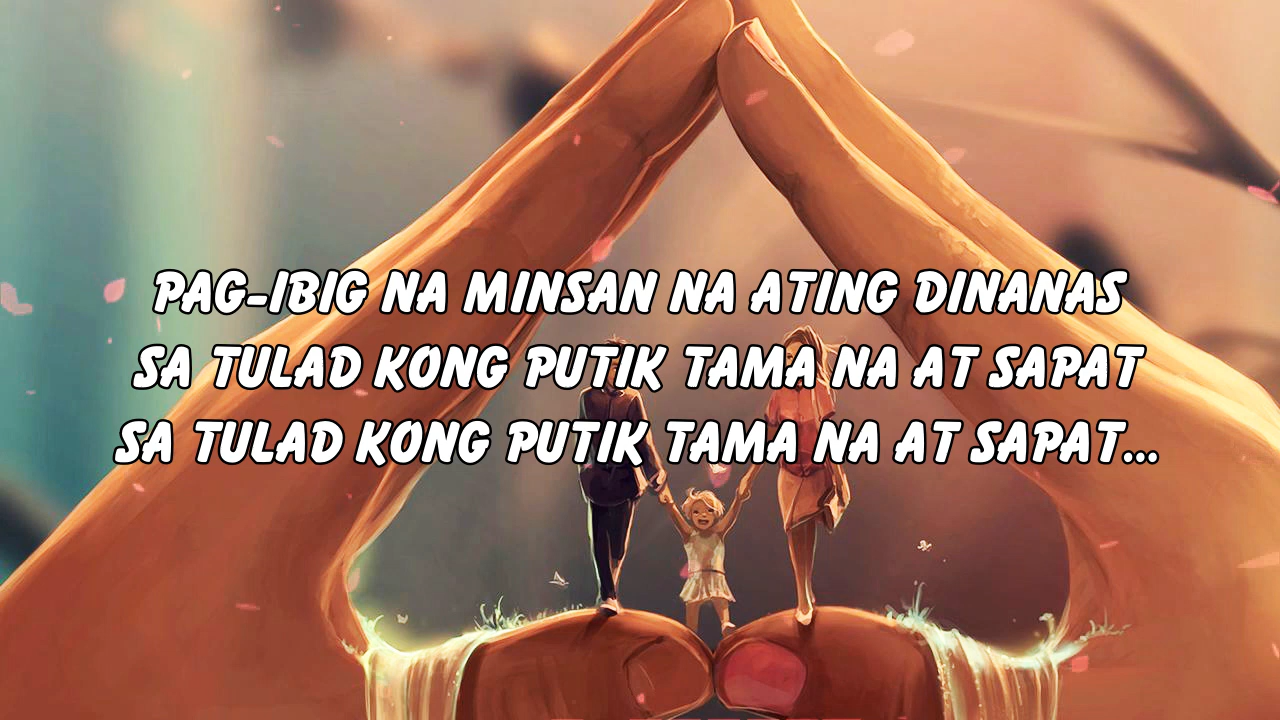 PAG-IBIG NA MINSAN NA ATING DINANAS
SA TULAD KONG PUTIK TAMA NA AT SAPAT
SA TULAD KONG PUTIK TAMA NA AT SAPAT...